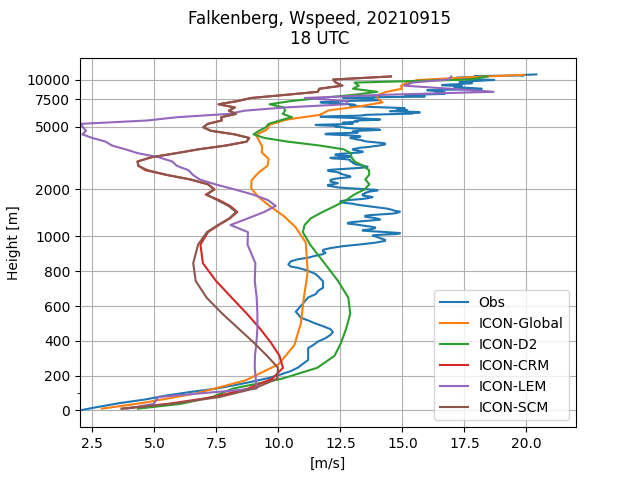 Falkenberg, Wspeed, 20210915
18 UTC
10000
7500
5000
2000
1000
800
600
400
200
0
Height [m]
Obs
ICON-Global
ICON-D2
ICON-CRM
ICON-LEM
ICON-SCM
2.5 5.0 7.5 10.0 12.5 15.0 17.5 20.0
[m/s]